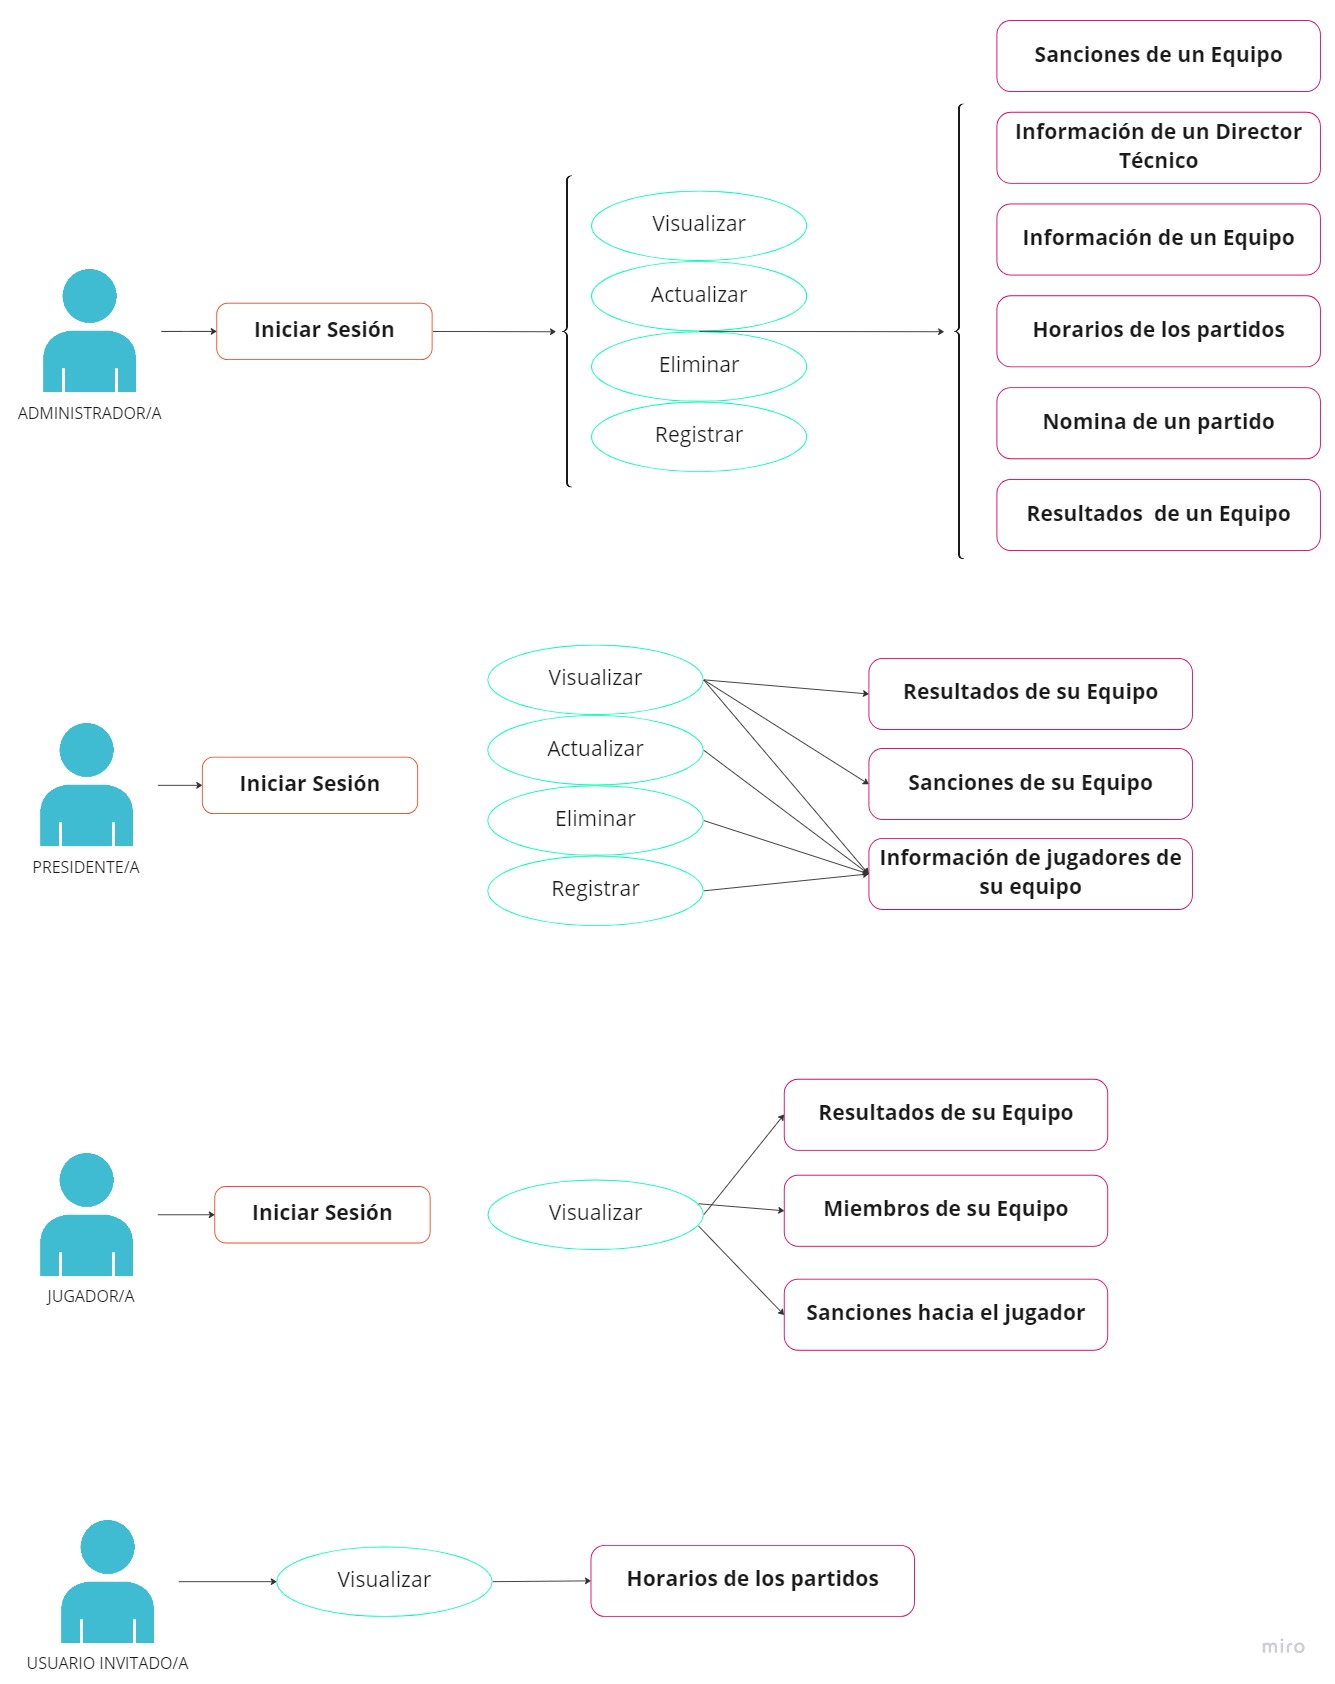 Sanciones de un Equipo
Información de un Director
Técnico
Información de un Equipo
Horarios de los partidos
Nomina de un partido
Resultados  de un Equipo
Visualizar
Actualizar
Eliminar
Registrar
Iniciar Sesión
ADMINISTRADOR/A
Visualizar
Actualizar
Eliminar
Registrar
Resultados de su Equipo
Sanciones de su Equipo
Información de jugadores de
su equipo
Iniciar Sesión
PRESIDENTE/A
Resultados de su Equipo
Miembros de su Equipo
Sanciones hacia el jugador
Visualizar
Iniciar Sesión
JUGADOR/A
Visualizar
Horarios de los partidos
USUARIO INVITADO/A
miro